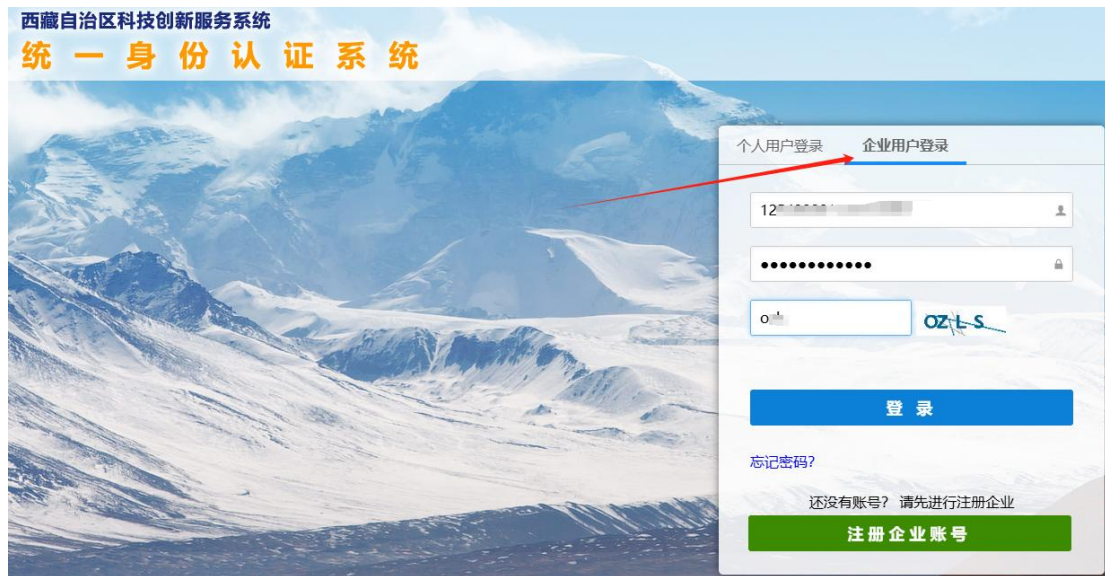 西藏自治区科技创新服务系统
统一身份认证系统
个人用户登录 企业用户登录
12
o
OZLS
登录
忘记密码?
还没有账号? 请先进行注册企业
注册企业账号